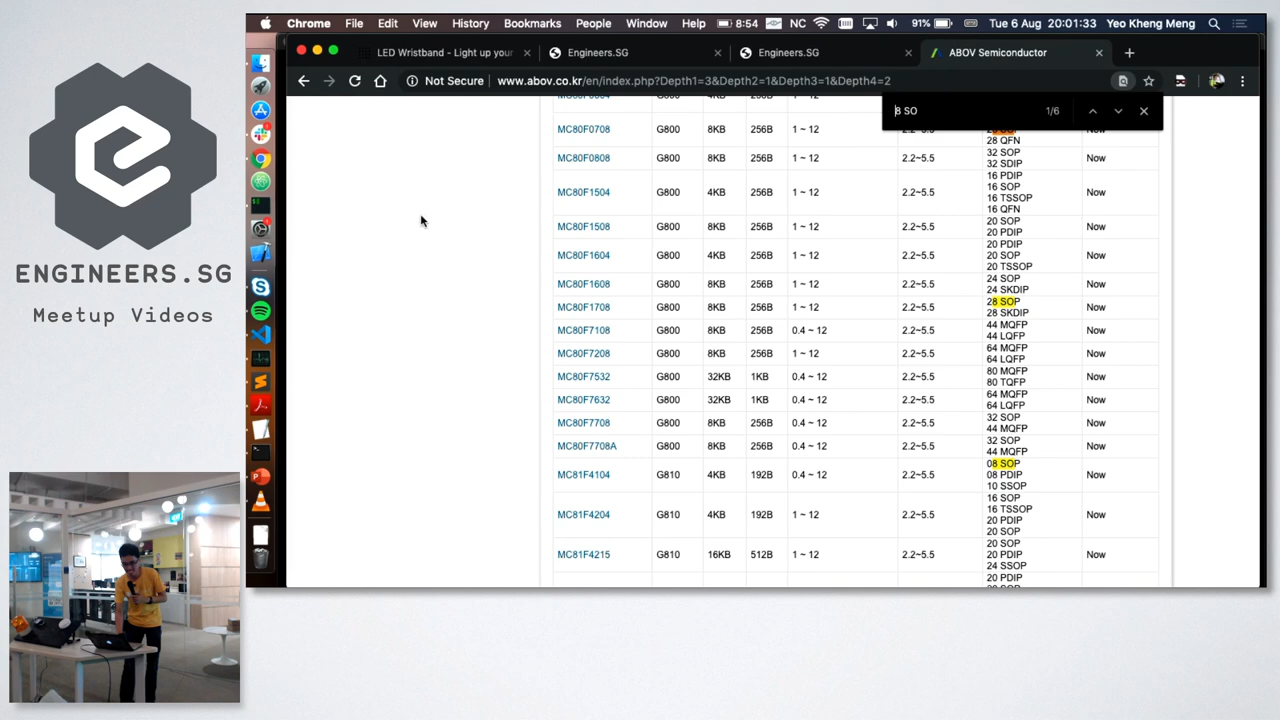 ENGINEERS.SG
Meetup Videos
Chrome File Edit View History Bookmarks People Window Help 8:54 NC 91% Tue 6 Aug 20:01:33 Yeo Kheng Meng
LED Wristband - Light up your Engineers.SG Engineers.SG ABOV Semiconductor
Not Secure www.abov.co.kr/en/index.php?Depth1=3&Depth2=1&Depth3=1&Depth4=2
8 SO 1/6
MC80F0708 G800 8KB 256B 1 ~ 12 2.2~5.5 Now
28 QFN
MC80F0808 G800 8KB 256B 1 ~ 12 2.2~5.5 32 SOP Now
32 SDIP
MC80F1504 G800 4KB 256B 1 ~ 12 2.2~5.5 16 PDIP Now
16 SOP
16 TSSOP
16 QFN
MC80F1508 G800 8KB 256B 1 ~ 12 2.2~5.5 20 SOP Now
20 PDIP
MC80F1604 G800 4KB 256B 1 ~ 12 2.2~5.5 20 PDIP Now
20 SOP
20 TSSOP
MC80F1608 G800 8KB 256B 1 ~ 12 2.2~5.5 24 SOP Now
24 SKDIP
MC80F1708 G800 8KB 256B 1 ~ 12 2.2~5.5 28 SOP Now
28 SKDIP
MC80F7108 G800 8KB 256B 0.4 ~ 12 2.2~5.5 44 MQFP Now
44 LQFP
MC80F7208 G800 8KB 256B 1 ~ 12 2.2~5.5 64 MQFP Now
64 LQFP
MC80F7532 G800 32KB 1KB 0.4 ~ 12 2.2~5.5 80 MQFP Now
80 TQFP
MC80F7632 G800 32KB 1KB 0.4 ~ 12 2.2~5.5 64 MQFP Now
64 LQFP
MC80F7708 G800 8KB 256B 0.4 ~ 12 2.2~5.5 32 SOP Now
44 MQFP
MC80F7708A G800 8KB 256B 0.4 ~ 12 2.2~5.5 32 SOP Now
44 MQFP
MC81F4104 G810 4KB 192B 0.4 ~ 12 2.2~5.5 08 SOP Now
08 PDIP
10 SSOP
MC81F4204 G810 4KB 192B 1 ~ 12 2.2~5.5 16 SOP Now
16 TSSOP
20 PDIP
20 SOP
MC81F4215 G810 16KB 512B 1 ~ 12 2.2~5.5 20 SOP Now
20 PDIP
24 SSOP
20 PDIP